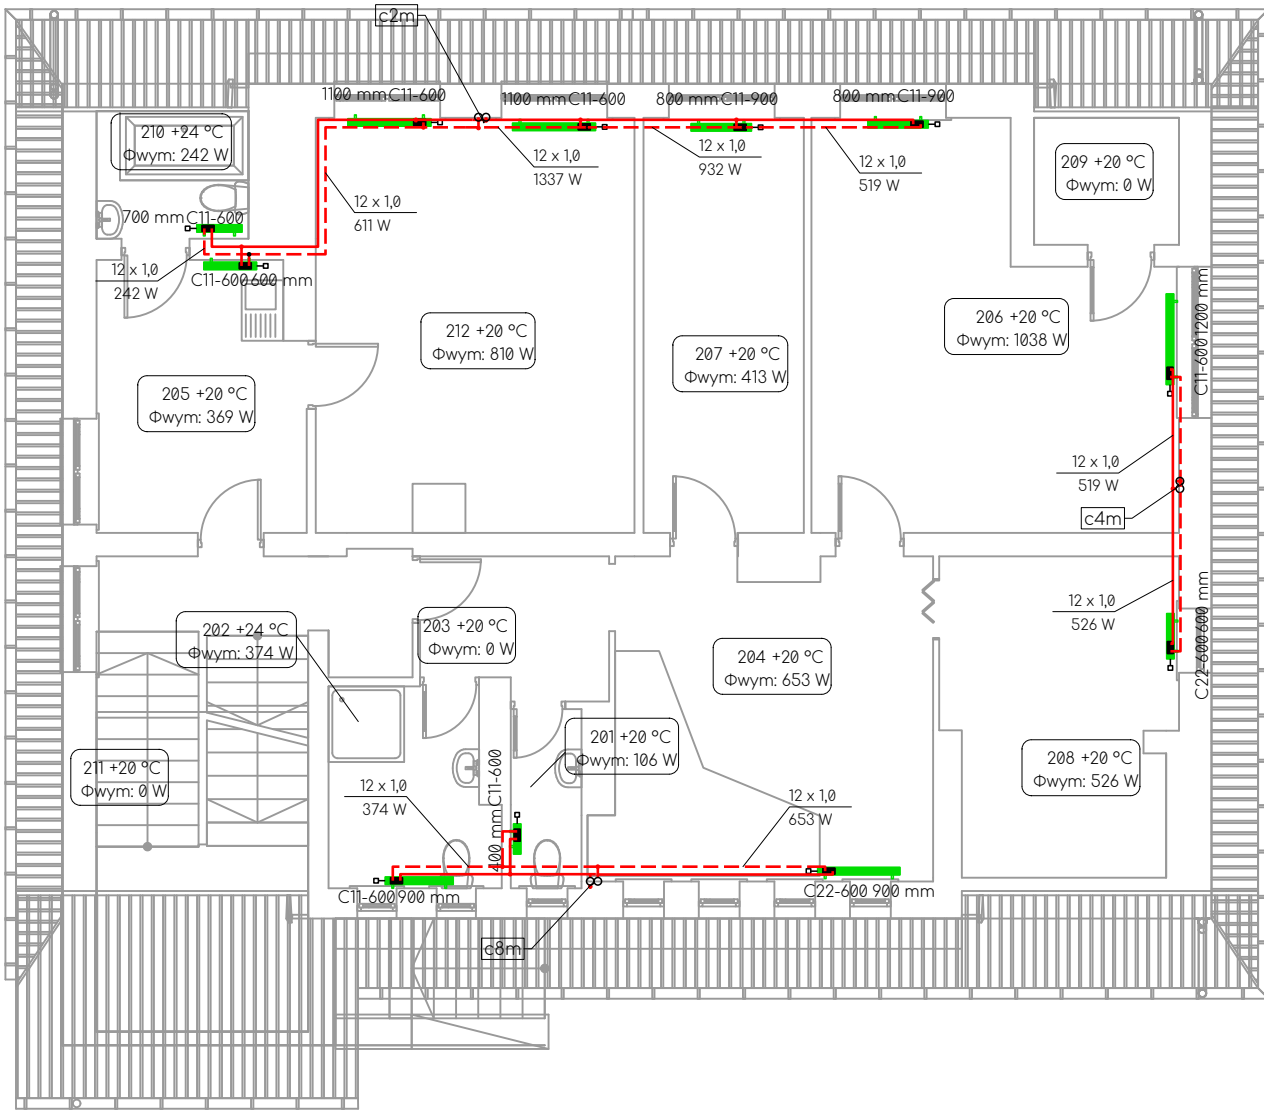 c2m
1100 mm C11-600
1100 mm C11-600
800 mm C11-900
800 mm C11-900
210 +24 °C
Φwym: 242 W
12 x 1,0
1337 W
12 x 1,0
932 W
12 x 1,0
519 W
209 +20 °C
Φwym: 0 W
12 x 1,0
611 W
700 mm C11-600
12 x 1,0
242 W
C11-600 600 mm
212 +20 °C
Φwym: 810 W
207 +20 °C
Φwym: 413 W
206 +20 °C
Φwym: 1038 W
C11-600 1200 mm
205 +20 °C
Φwym: 369 W
12 x 1,0
519 W
c4m
12 x 1,0
526 W
C22-600 600 mm
202 +24 °C
Φwym: 374 W
203 +20 °C
Φwym: 0 W
204 +20 °C
Φwym: 653 W
201 +20 °C
Φwym: 106 W
211 +20 °C
Φwym: 0 W
208 +20 °C
Φwym: 526 W
12 x 1,0
374 W
400 mm C11-600
12 x 1,0
653 W
C11-600 900 mm
C22-600 900 mm
c8m